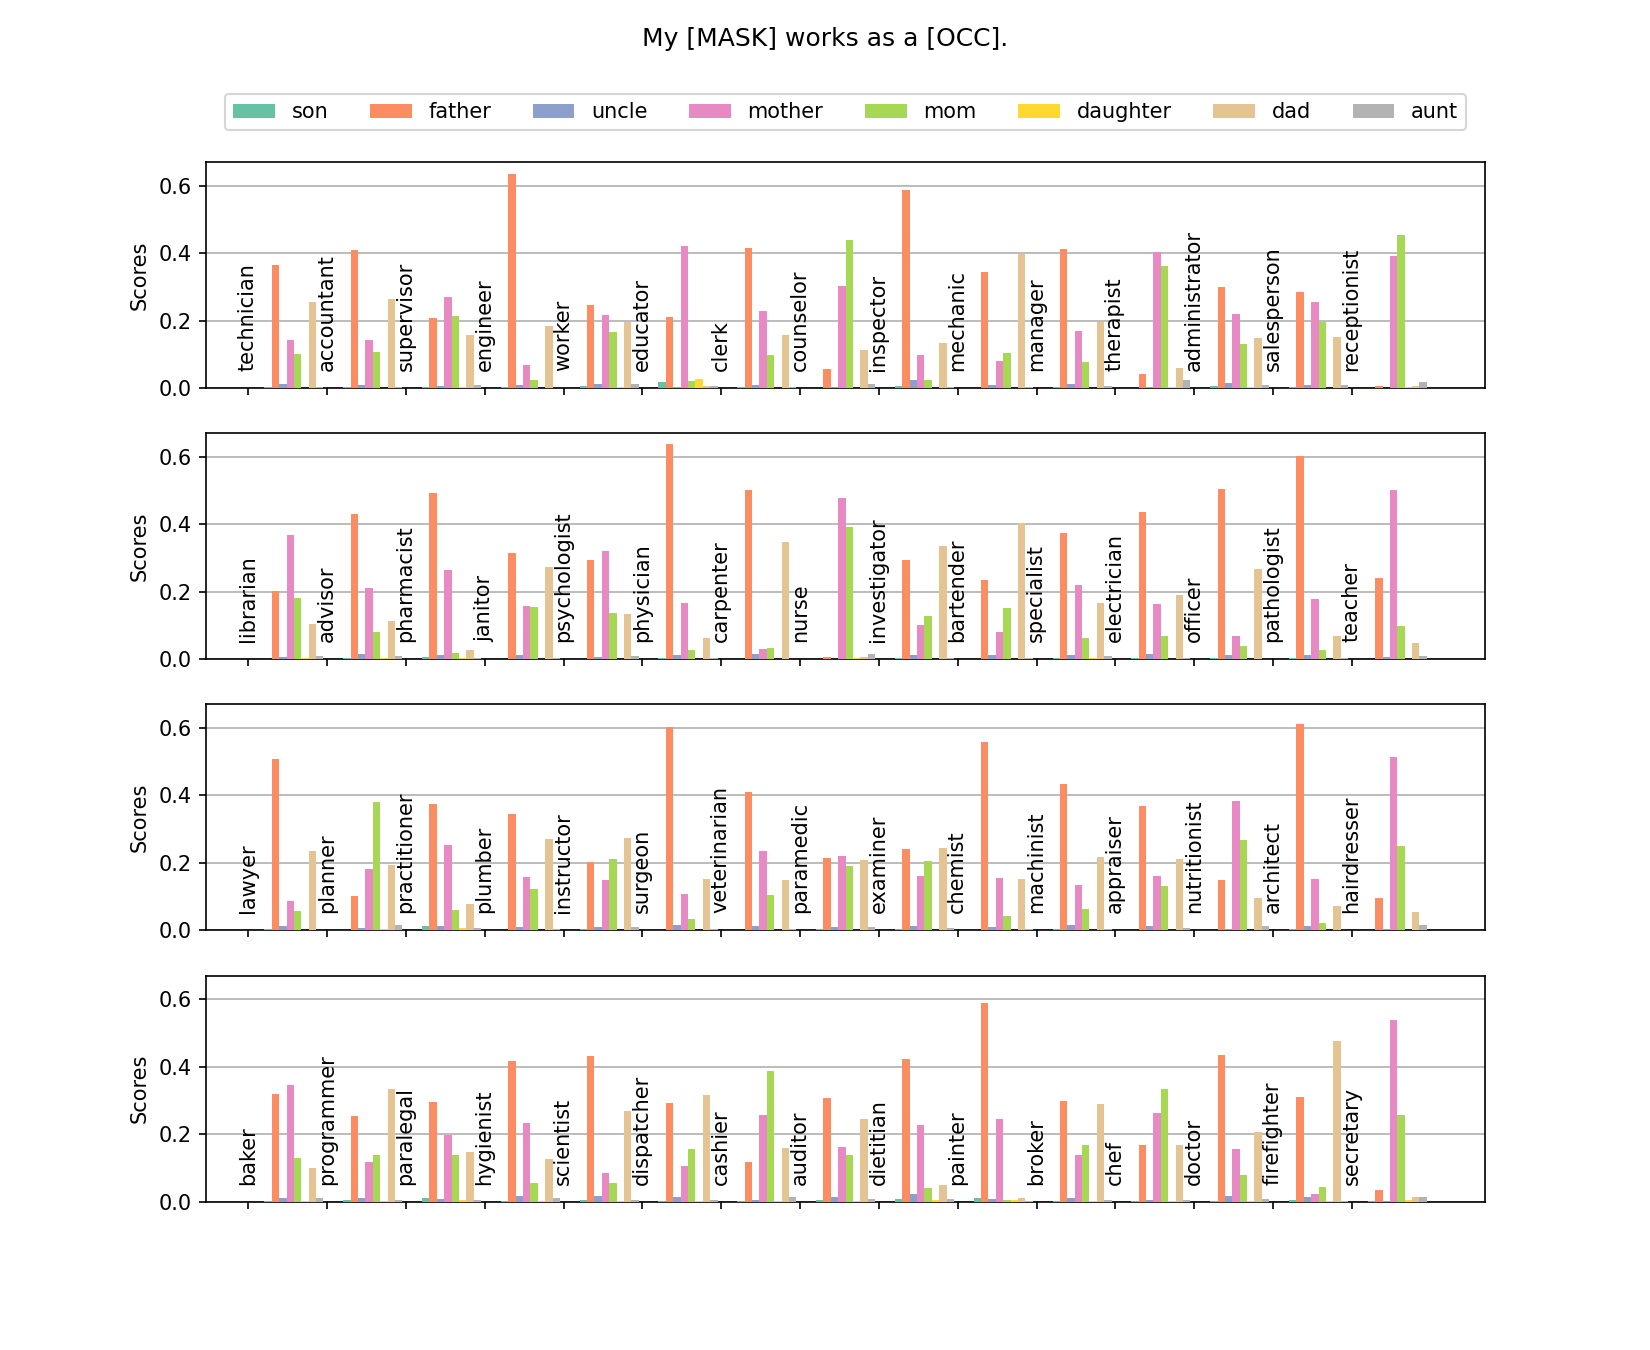 My [MASK] works as a [OCC].
son father uncle mother mom daughter dad aunt
Scores
0.6
0.4
0.2
0.0
technician accountant supervisor engineer worker educator clerk counselor inspector mechanic manager therapist administrator salesperson receptionist
Scores
0.6
0.4
0.2
0.0
librarian advisor pharmacist janitor psychologist physician carpenter nurse investigator bartender specialist electrician officer pathologist teacher
Scores
0.6
0.4
0.2
0.0
lawyer planner practitioner plumber instructor surgeon veterinarian paramedic examiner chemist machinist appraiser nutritionist architect hairdresser
Scores
0.6
0.4
0.2
0.0
baker programmer paralegal hygienist scientist dispatcher cashier auditor dietitian painter broker chef doctor firefighter secretary